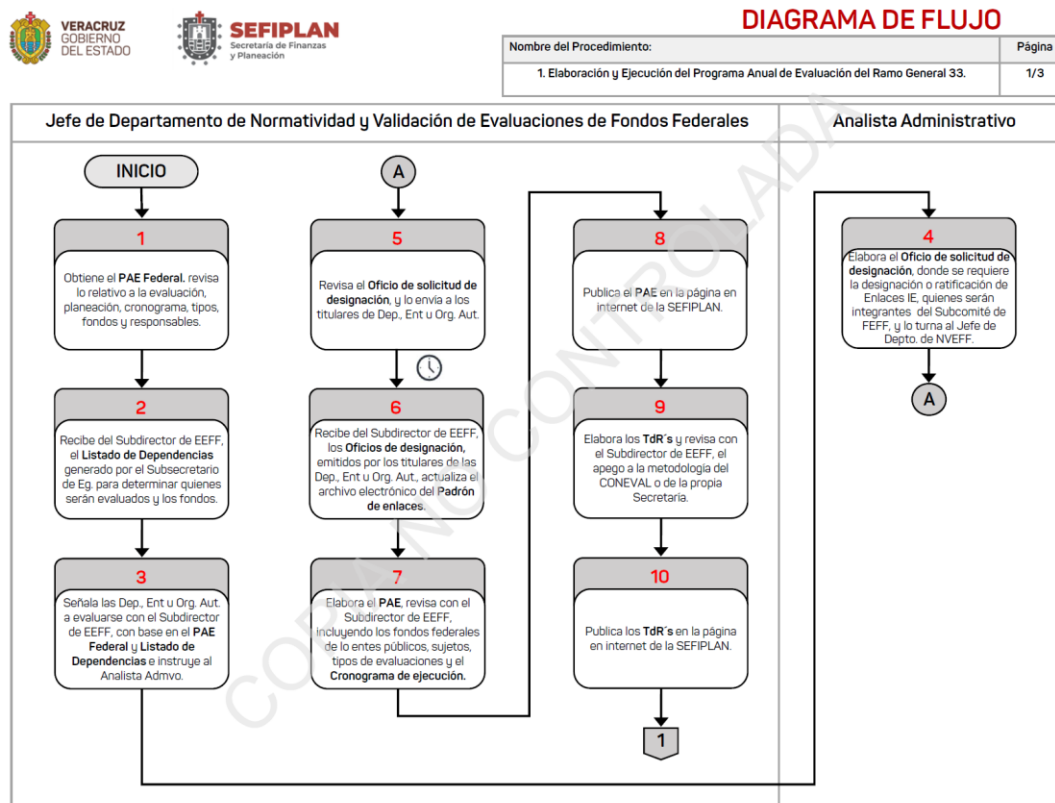 VERACRUZ
GOBIERNO
DEL ESTADO
SEFIPLAN
Secretaría de Finanzas
y Planeación
DIAGRAMA DE FLUJO
Nombre del Procedimiento:
Página
1. Elaboración y Ejecución del Programa Anual de Evaluación del Ramo General 33.
1/3
Jefe de Departamento de Normatividad y Validación de Evaluaciones de Fondos Federales
Analista Administrativo
INICIO
1
Obtiene el PAE Federal. revisa
lo relativo a la evaluación,
planeación, cronograma, tipos,
fondos y responsables.
2
Recibe del Subdirector de EEFF,
el Listado de Dependencias
generado por el Subsecretario
de Eg. para determinar quienes
serán evaluados y los fondos.
3
Señala las Dep., Ent u Org. Aut.
a evaluarse con el Subdirector
de EEFF, con base en el PAE
Federal y Listado de
Dependencias e instruye al
Analista Admvo.
A
5
Revisa el Oficio de solicitud de
designación, y lo envía a los
titulares de Dep., Ent u Org. Aut.
6
Recibe del Subdirector de EEFF,
los Oficios de designación,
emitidos por los titulares de las
Dep., Ent u Org. Aut., actualiza el
archivo electrónico del Padrón
de enlaces.
7
Elabora el PAE, revisa con el
Subdirector de EEFF,
incluyendo los fondos federales
de lo entes públicos, sujetos,
tipos de evaluaciones y el
Cronograma de ejecución.
8
Publica el PAE en la página en
internet de la SEFIPLAN.
9
Elabora los TdR´s y revisa con
el Subdirector de EEFF, el
apego a la metodología del
CONEVAL o de la propia
Secretaria.
10
Publica los TdR´s en la página
en internet de la SEFIPLAN.
1
4
Elabora el Oficio de solicitud de
designación, donde se requiere
la designación o ratificación de
Enlaces IE, quienes serán
integrantes del Subcomité de
FEFF, y lo turna al Jefe de
Depto. de NVEFF.
A
COPIA NO CONTROLADA